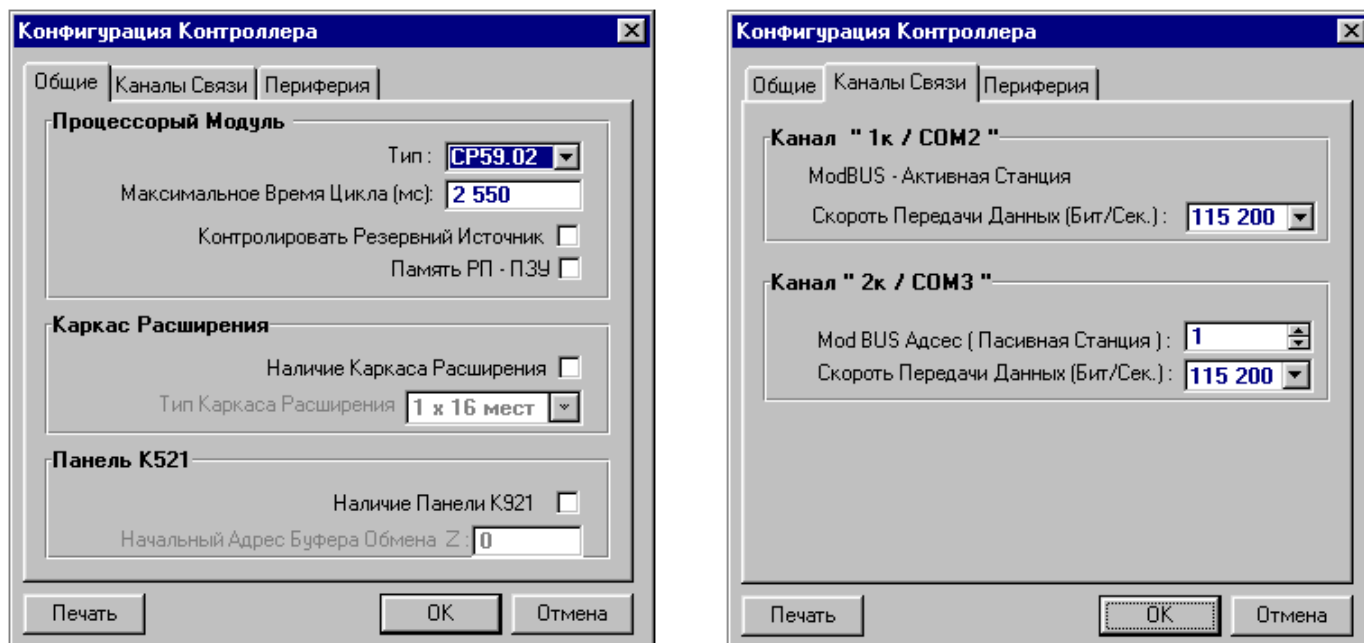 Конфигурация Контроллера
Общие Каналы Связи Периферия
Процессорый Модуль
Тип : CP59.02
Максимальное Время Цикла (мс): 2 550
Контролировать Резервний Источник
Память РП - ПЗУ
Каркас Расширения
Наличие Каркаса Расширения
Тип Каркаса Расширения 1 x 16 мест
Панель К521
Наличие Панели К921
Начальный Адрес Буфера Обмена Z : 0
Печать OK Отмена
Конфигурация Контроллера
Общие Каналы Связи Периферия
Канал " 1к / COM2 "
ModBUS - Активная Станция
Скороть Передачи Данных (Бит/Сек.) : 115 200
Канал " 2к / COM3 "
Mod BUS Адсес ( Пасивная Станция ) : 1
Скороть Передачи Данных (Бит/Сек.) : 115 200
Печать OK Отмена